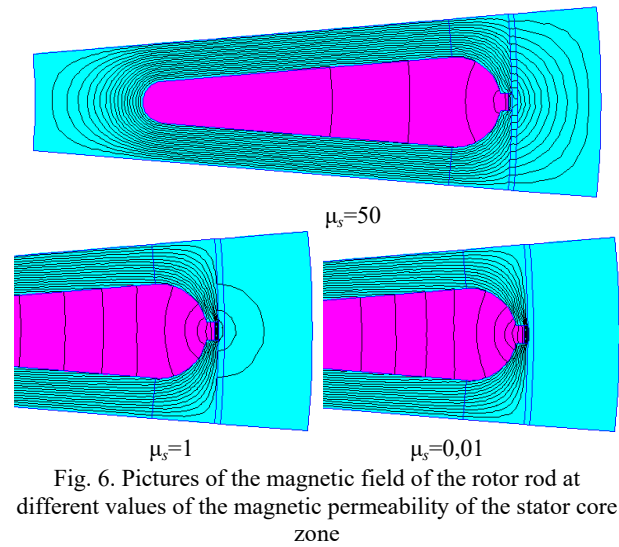 μs=50
μs=1
μs=0,01
Fig. 6. Pictures of the magnetic field of the rotor rod at
different values of the magnetic permeability of the stator core
zone